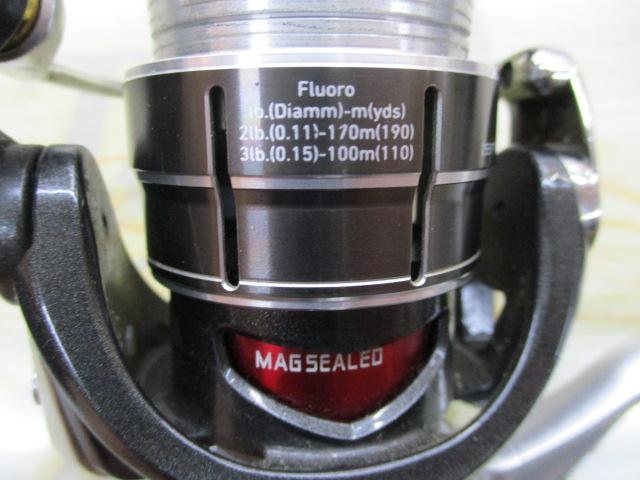 Fluoro
lb.(Diamm)-m(yds)
2lb.(0.11)-170m(190)
3lb.(0.15)-100m(110)
MAGSEALED